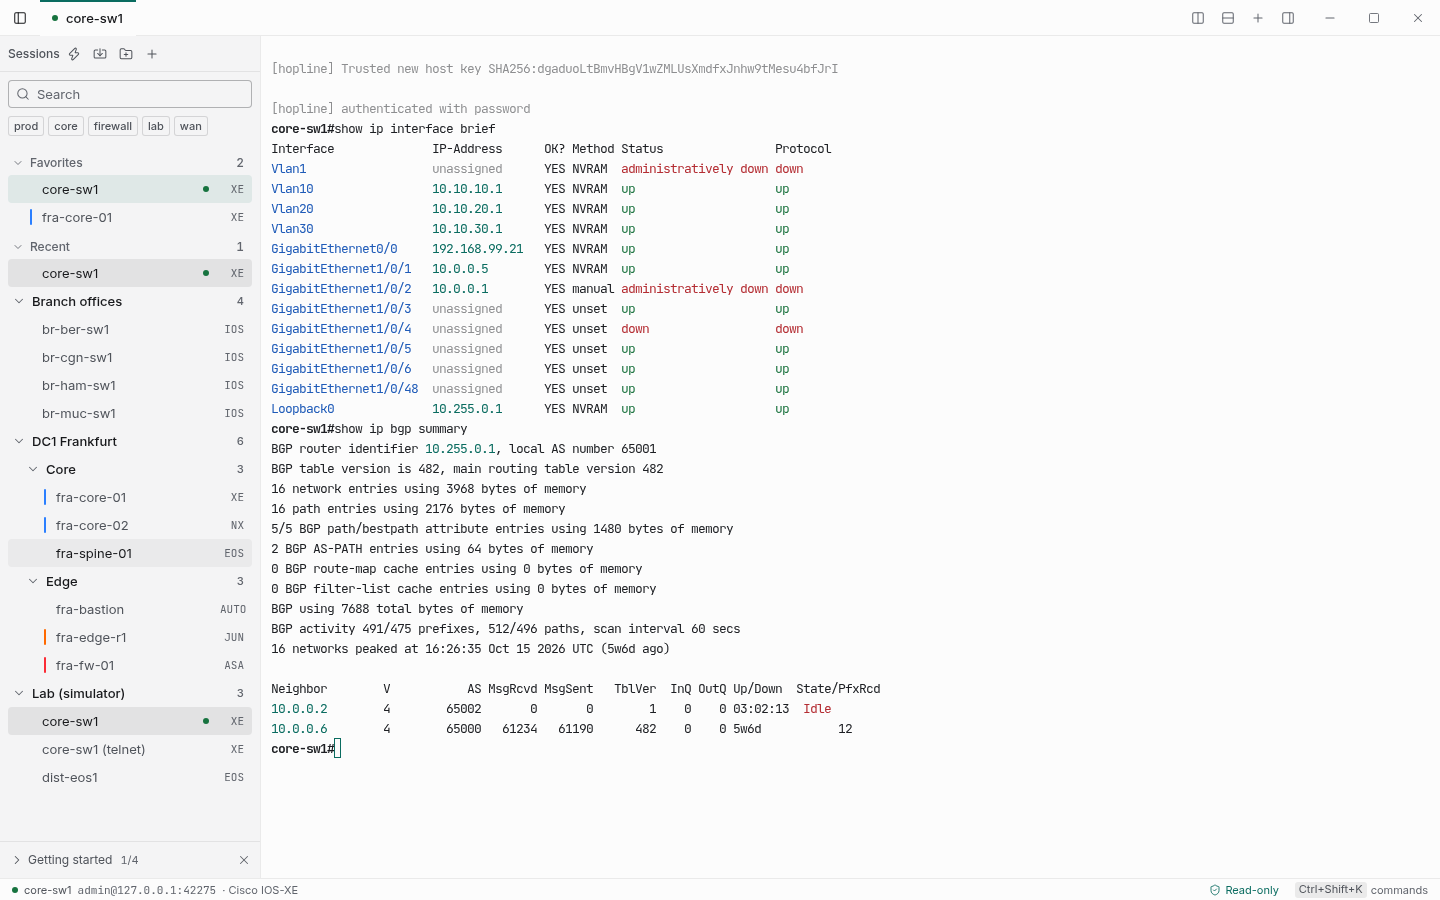 core-sw1
Sessions
Search
prod core firewall lab wan
Favorites 2
core-sw1 XE
fra-core-01 XE
Recent 1
core-sw1 XE
Branch offices 4
br-ber-sw1 IOS
br-cgn-sw1 IOS
br-ham-sw1 IOS
br-muc-sw1 IOS
DC1 Frankfurt 6
Core 3
fra-core-01 XE
fra-core-02 NX
fra-spine-01 EOS
Edge 3
fra-bastion AUTO
fra-edge-r1 JUN
fra-fw-01 ASA
Lab (simulator) 3
core-sw1 XE
core-sw1 (telnet) XE
dist-eos1 EOS
Getting started 1/4
[hopline] Trusted new host key SHA256:dgaduoLtBmvHBgV1wZMLUsXmdfxJnhw9tMesu4bfJrI
[hopline] authenticated with password
core-sw1#show ip interface brief
Interface IP-Address OK? Method Status Protocol
Vlan1 unassigned YES NVRAM administratively down down
Vlan10 10.10.10.1 YES NVRAM up up
Vlan20 10.10.20.1 YES NVRAM up up
Vlan30 10.10.30.1 YES NVRAM up up
GigabitEthernet0/0 192.168.99.21 YES NVRAM up up
GigabitEthernet1/0/1 10.0.0.5 YES NVRAM up up
GigabitEthernet1/0/2 10.0.0.1 YES manual administratively down down
GigabitEthernet1/0/3 unassigned YES unset up up
GigabitEthernet1/0/4 unassigned YES unset down down
GigabitEthernet1/0/5 unassigned YES unset up up
GigabitEthernet1/0/6 unassigned YES unset up up
GigabitEthernet1/0/48 unassigned YES unset up up
Loopback0 10.255.0.1 YES NVRAM up up
core-sw1#show ip bgp summary
BGP router identifier 10.255.0.1, local AS number 65001
BGP table version is 482, main routing table version 482
16 network entries using 3968 bytes of memory
16 path entries using 2176 bytes of memory
5/5 BGP path/bestpath attribute entries using 1480 bytes of memory
2 BGP AS-PATH entries using 64 bytes of memory
0 BGP route-map cache entries using 0 bytes of memory
0 BGP filter-list cache entries using 0 bytes of memory
BGP using 7688 total bytes of memory
BGP activity 491/475 prefixes, 512/496 paths, scan interval 60 secs
16 networks peaked at 16:26:35 Oct 15 2026 UTC (5w6d ago)
Neighbor V AS MsgRcvd MsgSent TblVer InQ OutQ Up/Down State/PfxRcd
10.0.0.2 4 65002 0 0 1 0 0 03:02:13 Idle
10.0.0.6 4 65000 61234 61190 482 0 0 5w6d 12
core-sw1#
core-sw1 admin@127.0.0.1:42275 · Cisco IOS-XE
Read-only Ctrl+Shift+K commands